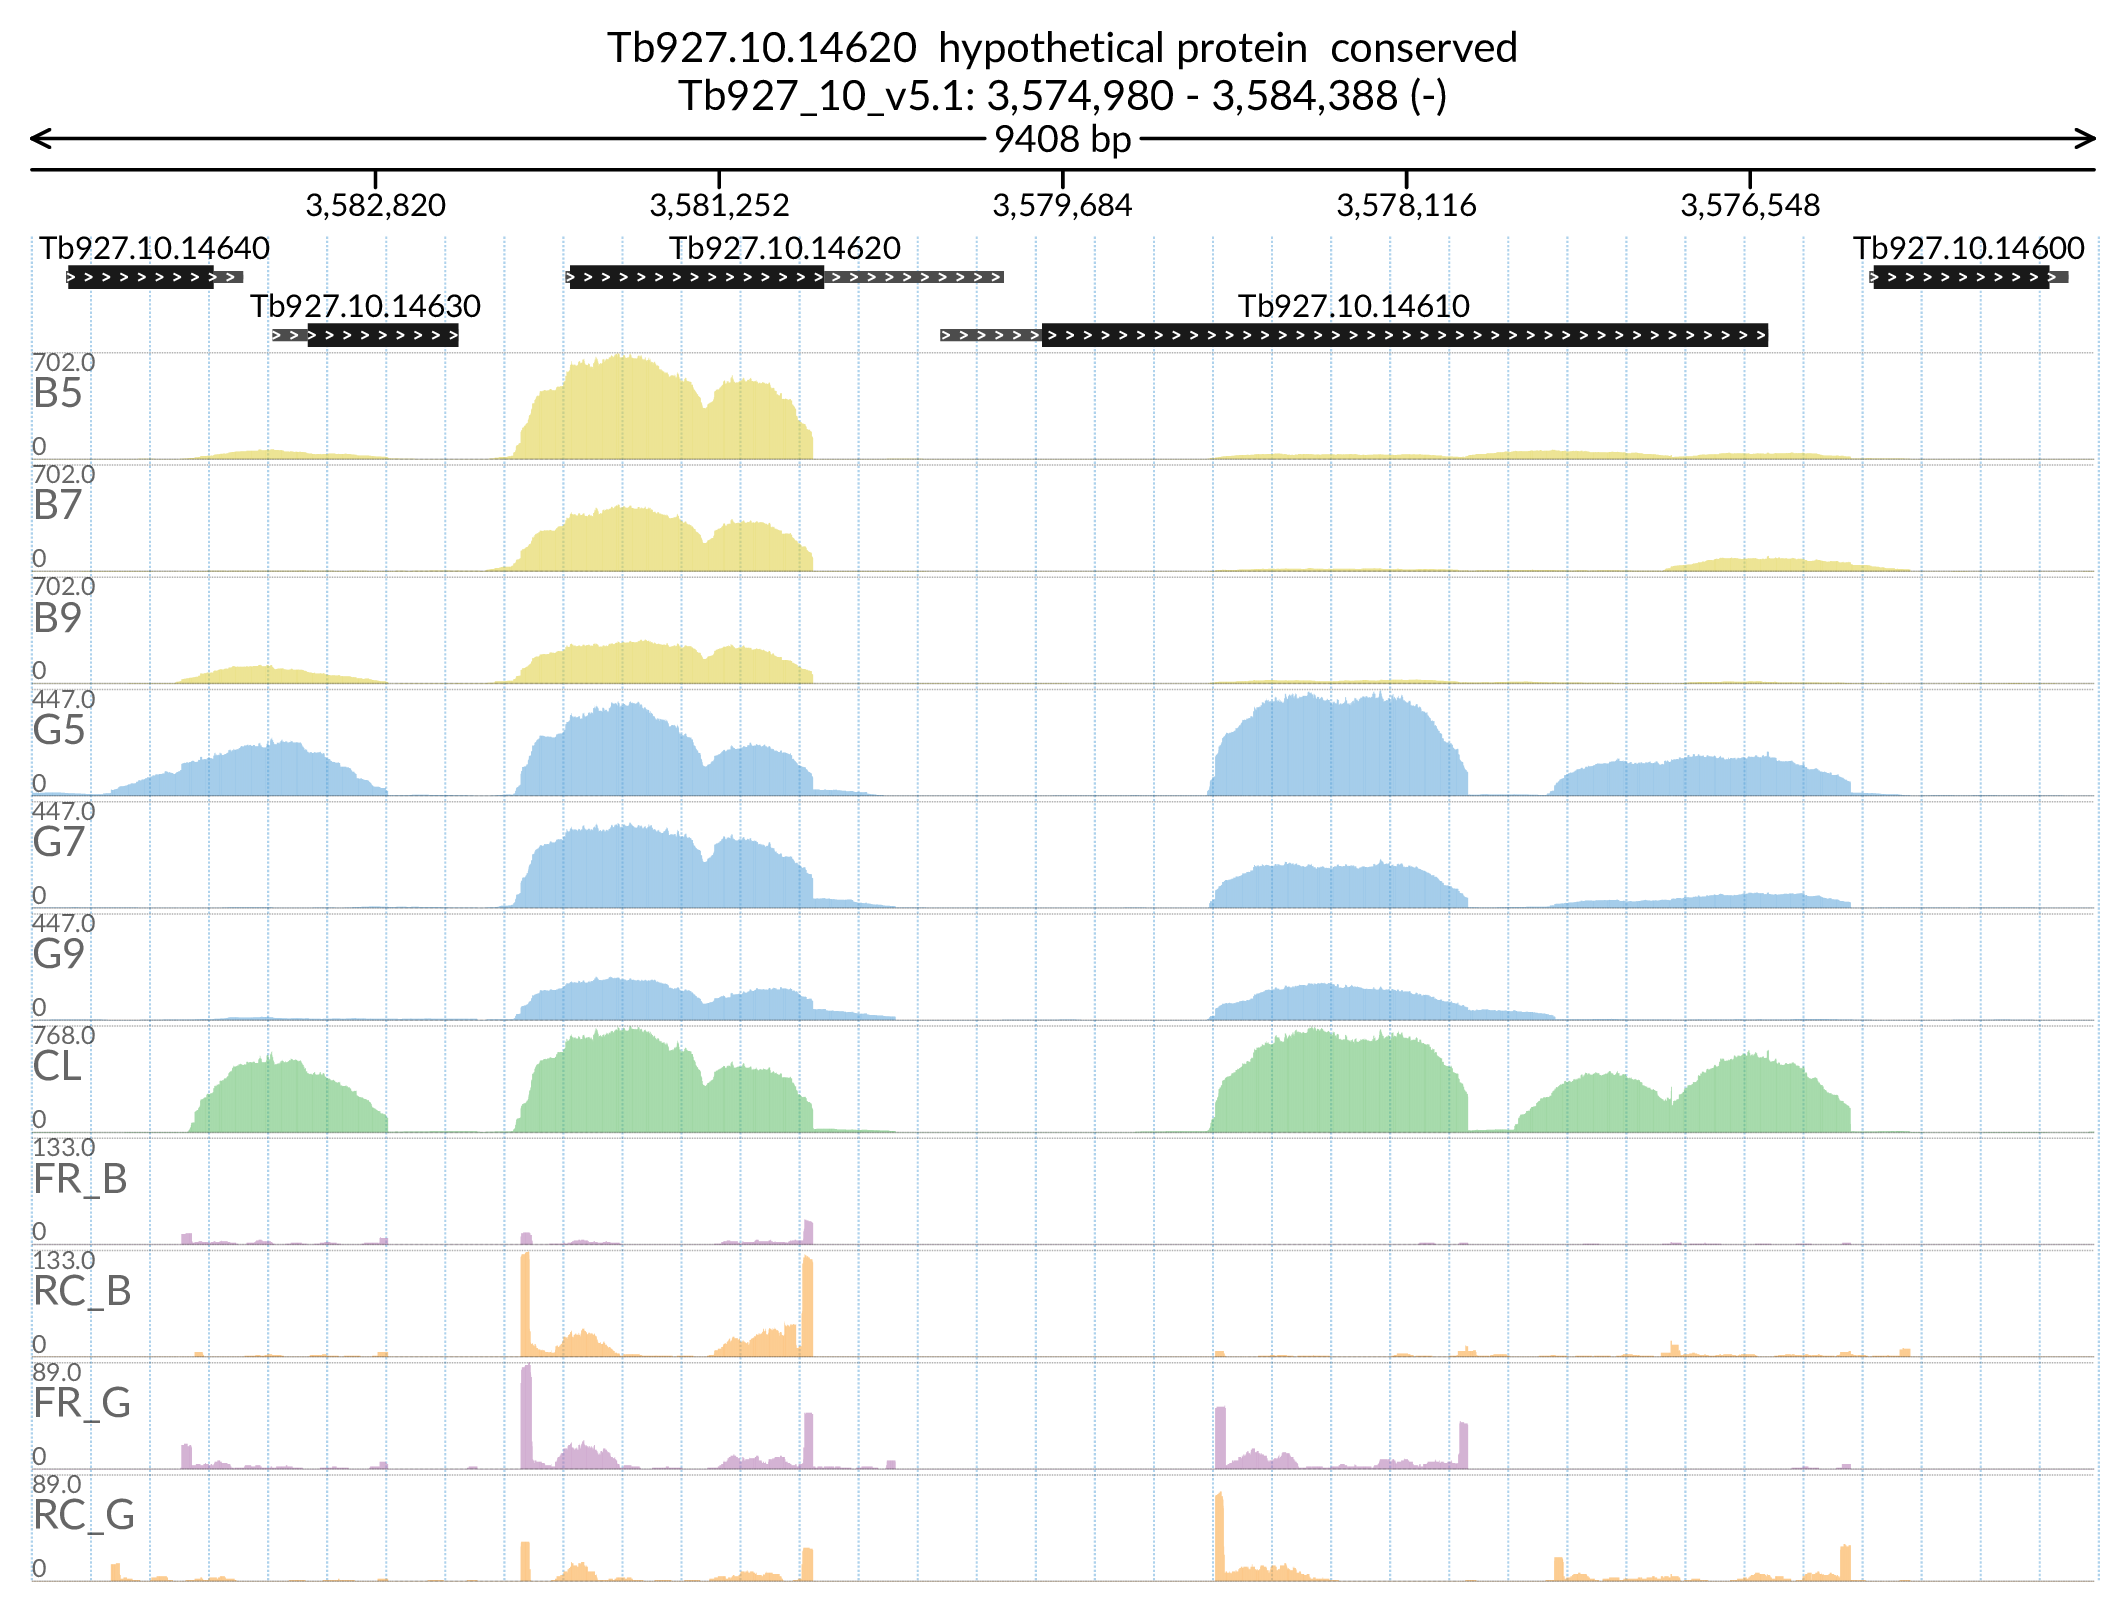 Tb927.10.14620 hypothetical protein conserved
Tb927_10_v5.1: 3,574,980 - 3,584,388 (-)
9408 bp
3,582,820 3,581,252 3,579,684 3,578,116 3,576,548
Tb927.10.14640 Tb927.10.14620 Tb927.10.14600
Tb927.10.14630 Tb927.10.14610
702.0
B5
0
702.0
B7
0
702.0
B9
0
447.0
G5
0
447.0
G7
0
447.0
G9
0
768.0
CL
0
133.0
FR_B
0
133.0
RC_B
0
89.0
FR_G
0
89.0
RC_G
0